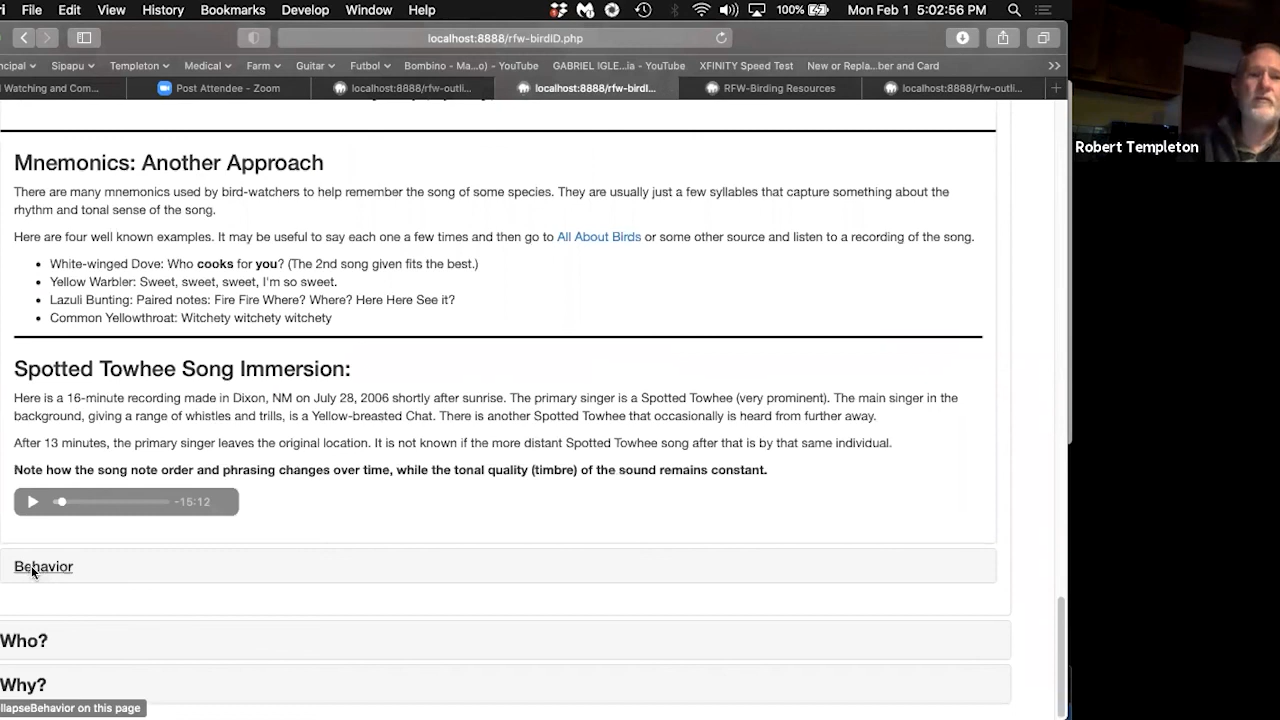 File Edit View History Bookmarks Develop Window Help 100% Mon Feb 1 5:02:56 PM
localhost:8888/rfw-birdID.php
ncipal Sipapu Templeton Medical Farm Guitar Futbol Bombino - Ma...o) - YouTube GABRIEL IGLE...ia - YouTube XFINITY Speed Test New or Repla...ber and Card
Watching and Com... Post Attendee - Zoom localhost:8888/rfw-outli... localhost:8888/rfw-birdI... RFW-Birding Resources localhost:8888/rfw-outli...
Robert Templeton
Mnemonics: Another Approach
There are many mnemonics used by bird-watchers to help remember the song of some species. They are usually just a few syllables that capture something about the
rhythm and tonal sense of the song.
Here are four well known examples. It may be useful to say each one a few times and then go to All About Birds or some other source and listen to a recording of the song.
• White-winged Dove: Who cooks for you? (The 2nd song given fits the best.)
• Yellow Warbler: Sweet, sweet, sweet, I'm so sweet.
• Lazuli Bunting: Paired notes: Fire Fire Where? Where? Here Here See it?
• Common Yellowthroat: Witchety witchety witchety
Spotted Towhee Song Immersion:
Here is a 16-minute recording made in Dixon, NM on July 28, 2006 shortly after sunrise. The primary singer is a Spotted Towhee (very prominent). The main singer in the
background, giving a range of whistles and trills, is a Yellow-breasted Chat. There is another Spotted Towhee that occasionally is heard from further away.
After 13 minutes, the primary singer leaves the original location. It is not known if the more distant Spotted Towhee song after that is by that same individual.
Note how the song note order and phrasing changes over time, while the tonal quality (timbre) of the sound remains constant.
-15:12
Behavior
Who?
Why?
llapseBehavior on this page